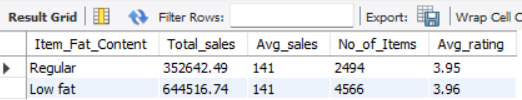 Result Grid Filter Rows: Export: Wrap Cell C
Item_Fat_Content Total_sales Avg_sales No_of_Items Avg_rating
Regular 352642.49 141 2494 3.95
Low fat 644516.74 141 4566 3.96